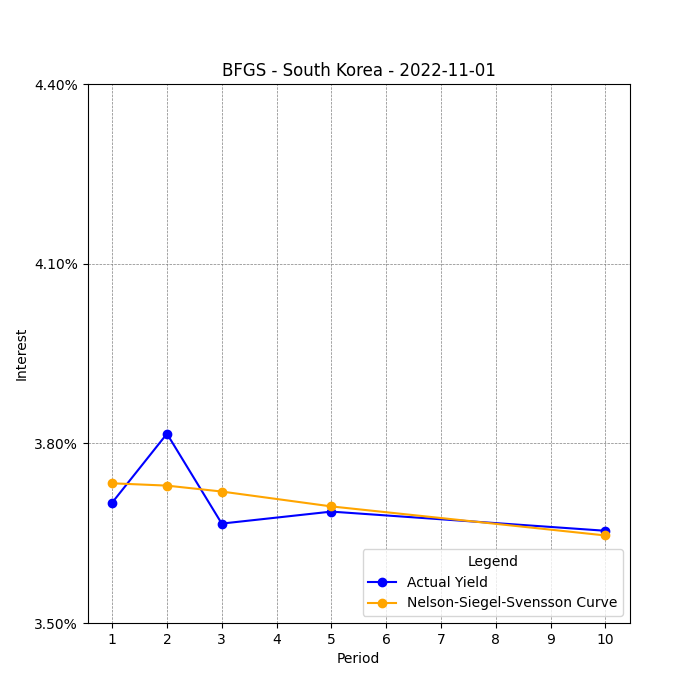 BFGS - South Korea - 2022-11-01
4.40%
4.10%
3.80%
3.50%
Interest
1 2 3 4 5 6 7 8 9 10
Period
Legend
Actual Yield
Nelson-Siegel-Svensson Curve